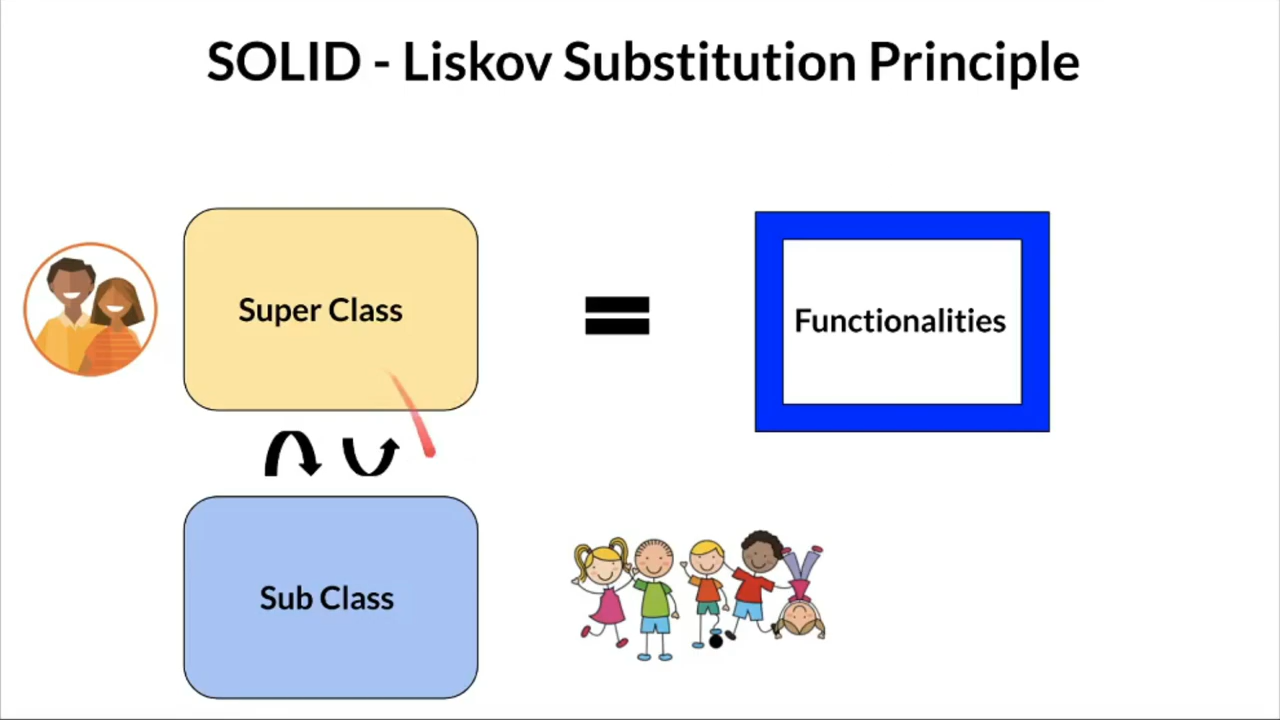 SOLID - Liskov Substitution Principle
Super Class
Functionalities
Sub Class